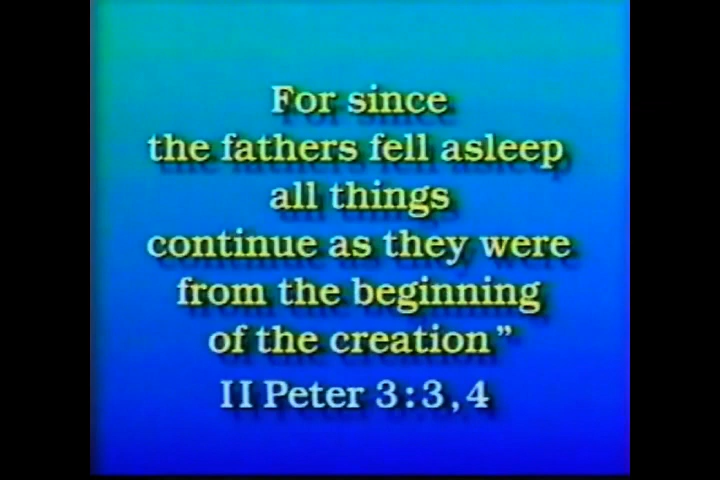 For since
the fathers fell asleep
all things
continue as they were
from the beginning
of the creation”
II Peter 3:3,4